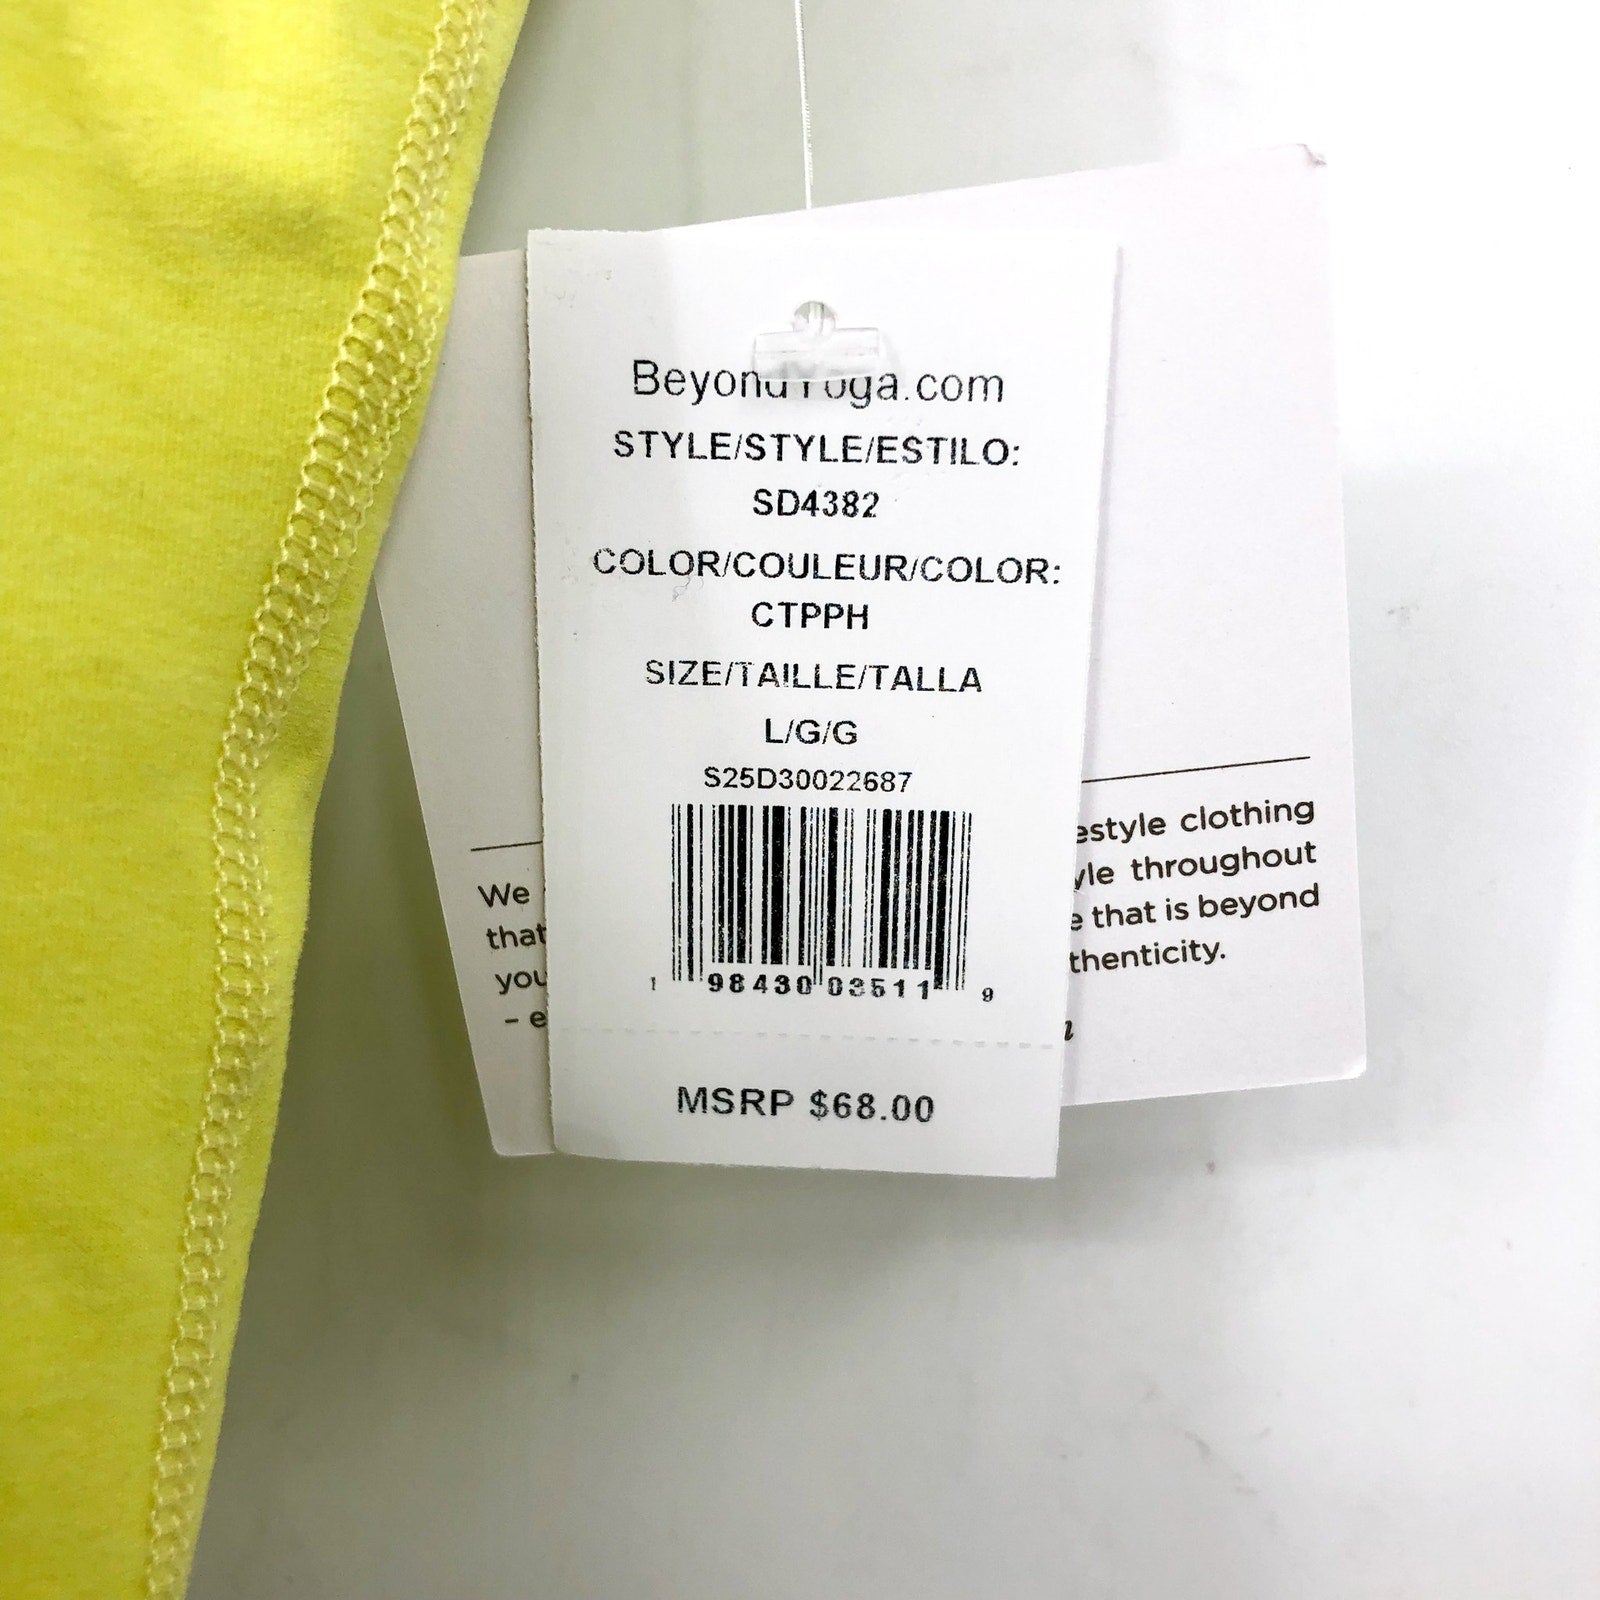 BeyondYoga.com
STYLE/STYLE/ESTILO:
SD4382
COLOR/COULEUR/COLOR:
CTPPH
SIZE/TAILLE/TALLA
L/G/G
S25D30022687
1 98430 03511 9
MSRP $68.00
We
that
you
– e
estyle clothing
yle throughout
e that is beyond
thenticity.